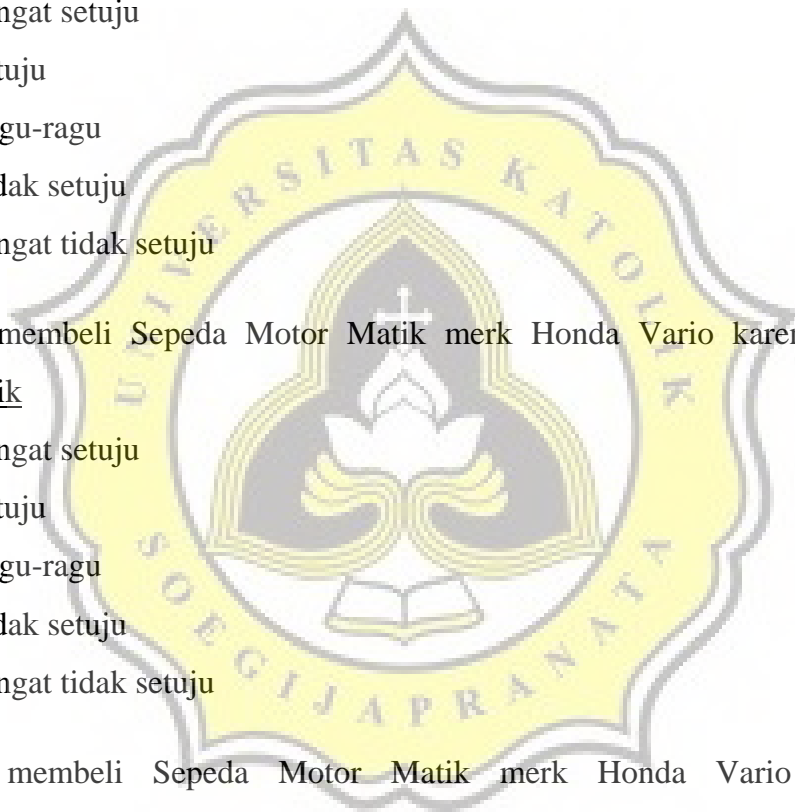 ngat setuju
tuju
gu-ragu
dak setuju
ngat tidak setuju
membeli Sepeda Motor Matik merk Honda Vario karen
ik
ngat setuju
tuju
gu-ragu
dak setuju
ngat tidak setuju
membeli Sepeda Motor Matik merk Honda Vario
UNIVERSITAS KATOLIK
SOEGIJAPRANATA